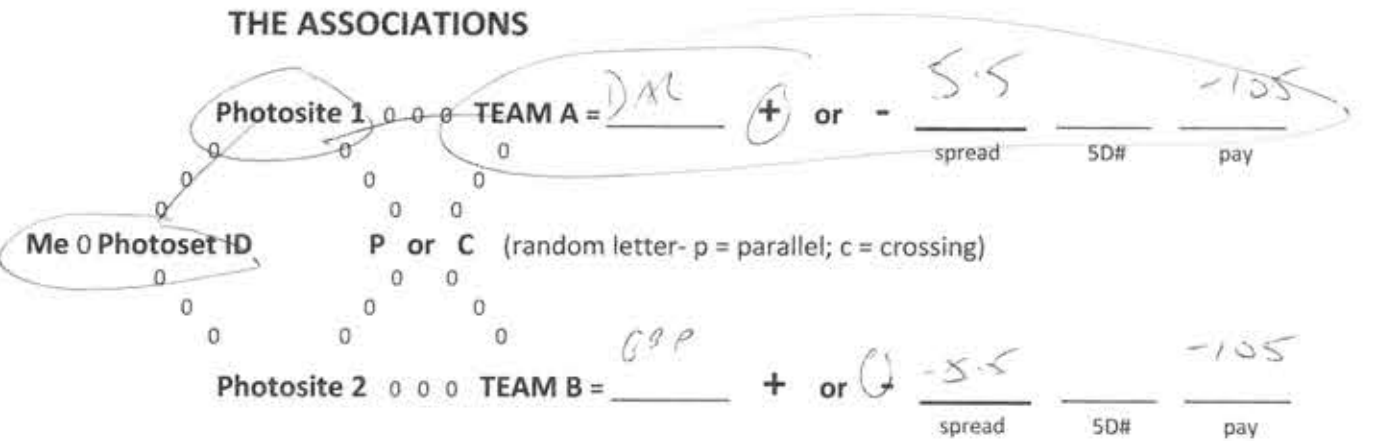 THE ASSOCIATIONS
Photosite 1 0 0 0 TEAM A = DAL + or - 5.5 -105
spread 5D# pay
0 0 0
0 0 0
0 0 0
Me 0 Photoset ID P or C (random letter- p = parallel; c = crossing)
0 0 0
0 0 0
0 0 0
Photosite 2 0 0 0 TEAM B = GBP + or - -5.5 -105
spread 5D# pay